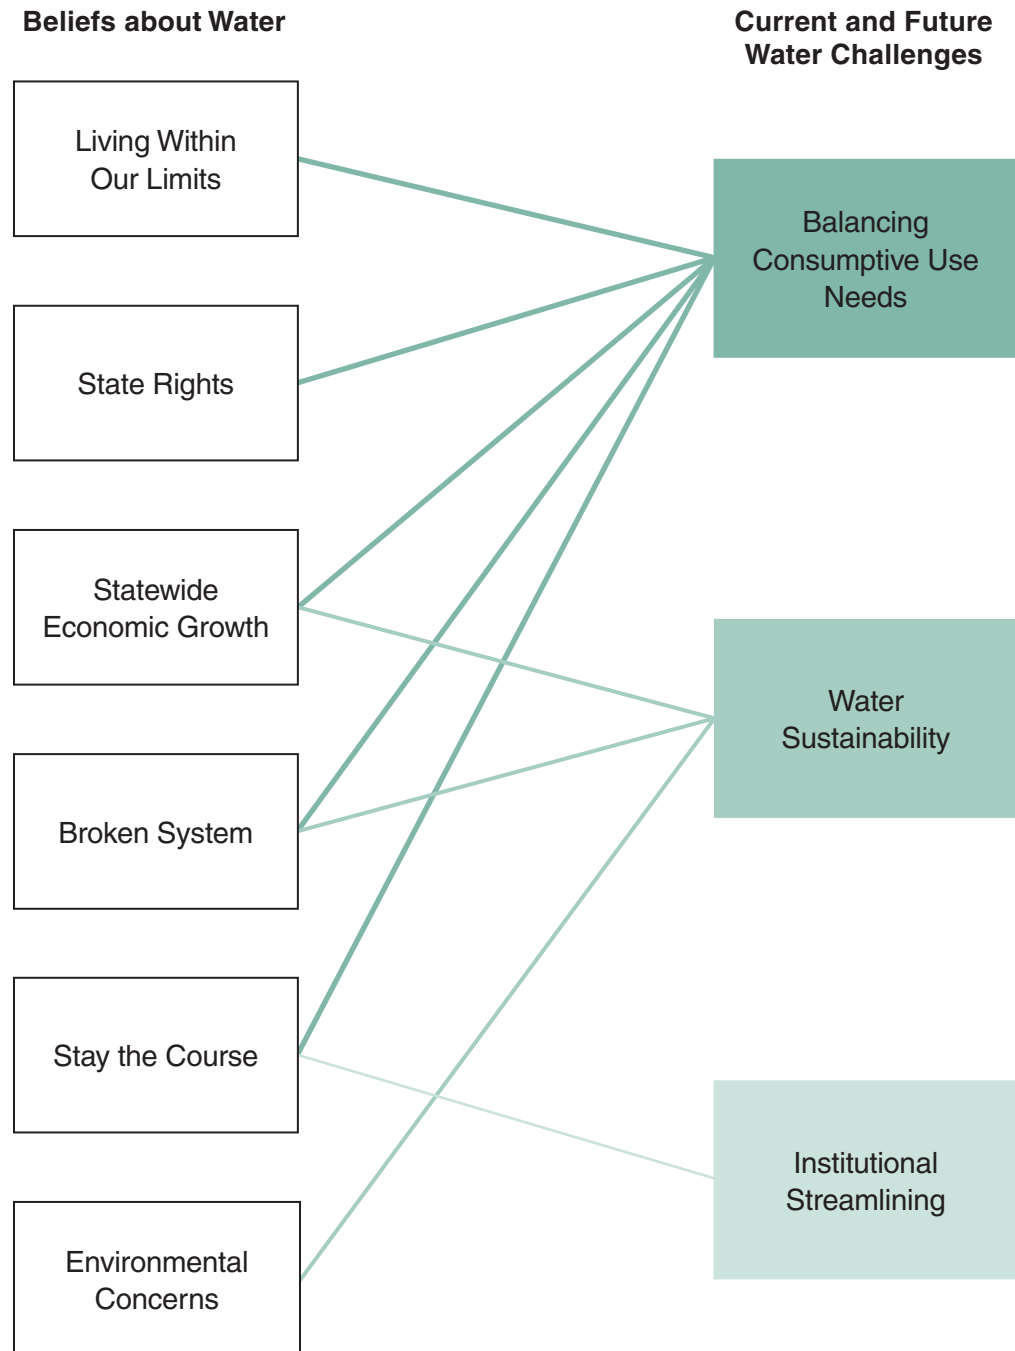 Beliefs about Water
Current and Future
Water Challenges
Living Within
Our Limits
State Rights
Statewide
Economic Growth
Broken System
Stay the Course
Environmental
Concerns
Balancing
Consumptive Use
Needs
Water
Sustainability
Institutional
Streamlining